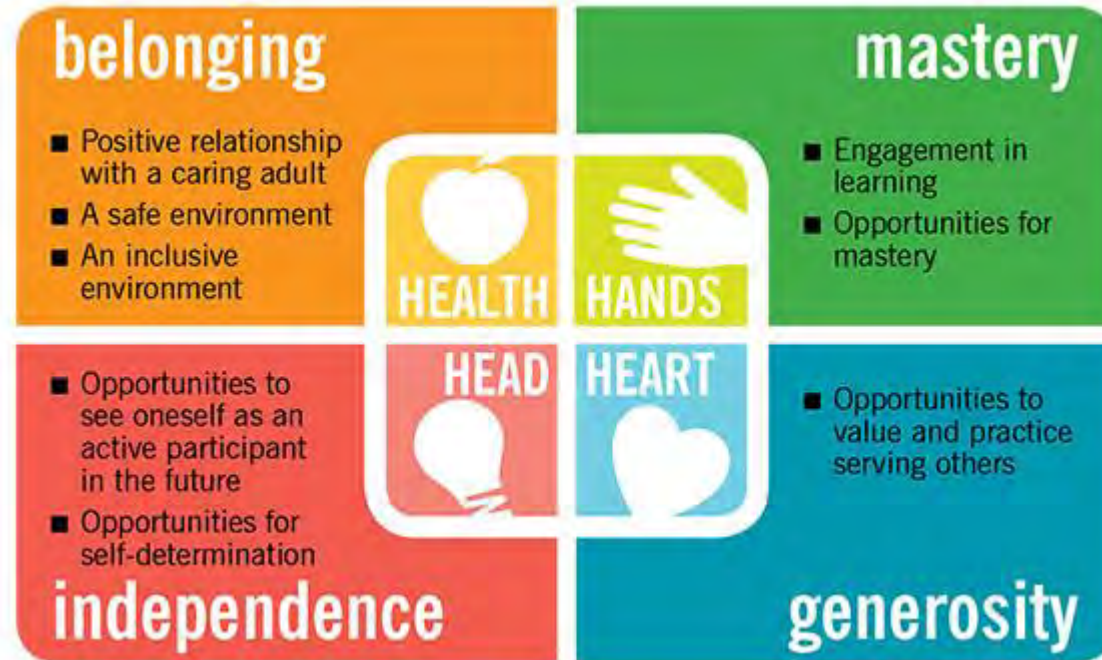 belonging
■ Positive relationship
with a caring adult
■ A safe environment
■ An inclusive
environment
HEALTH
mastery
■ Engagement in
learning
■ Opportunities for
mastery
HANDS
HEAD
■ Opportunities to
see oneself as an
active participant
in the future
■ Opportunities for
self-determination
independence
HEART
■ Opportunities to
value and practice
serving others
generosity